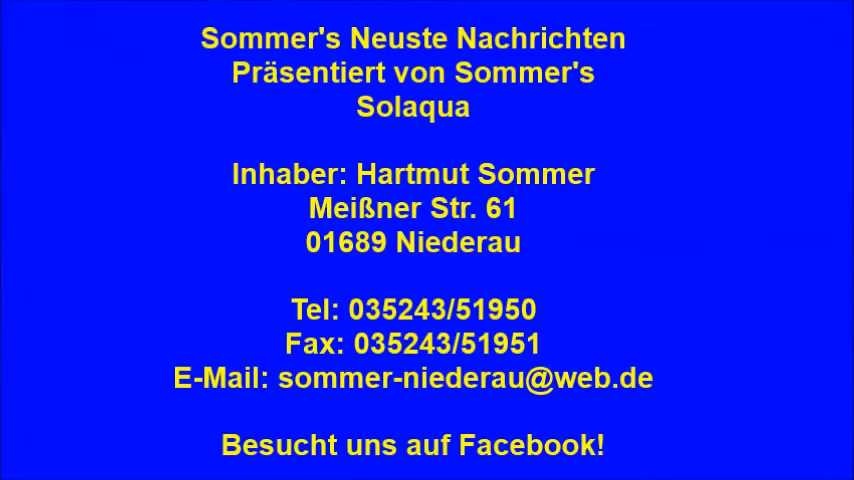 Sommer's Neuste Nachrichten
Präsentiert von Sommer's
Solaqua
Inhaber: Hartmut Sommer
Meißner Str. 61
01689 Niederau
Tel: 035243/51950
Fax: 035243/51951
E-Mail: sommer-niederau@web.de
Besucht uns auf Facebook!